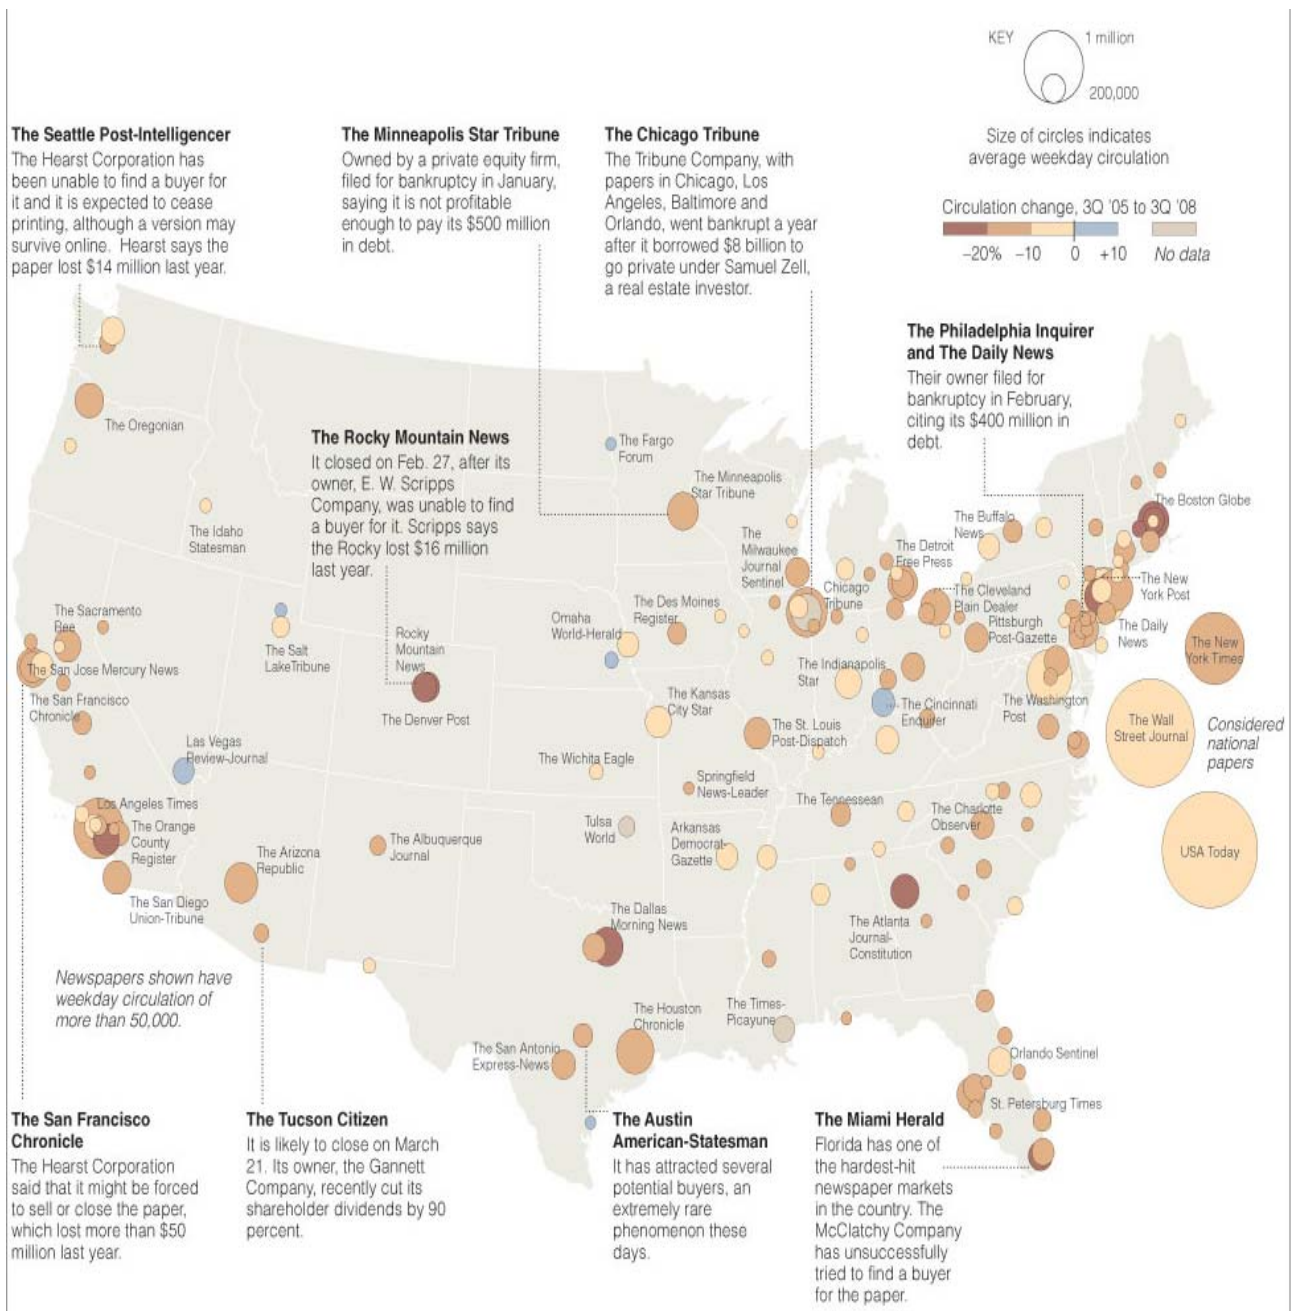 KEY
1 million
200,000
Size of circles indicates
average weekday circulation
Circulation change, 3Q '05 to 3Q '08
–20% –10 0 +10 No data
The Seattle Post-Intelligencer
The Hearst Corporation has
been unable to find a buyer for
it and it is expected to cease
printing, although a version may
survive online. Hearst says the
paper lost $14 million last year.
The Minneapolis Star Tribune
Owned by a private equity firm,
filed for bankruptcy in January,
saying it is not profitable
enough to pay its $500 million
in debt.
The Chicago Tribune
The Tribune Company, with
papers in Chicago, Los
Angeles, Baltimore and
Orlando, went bankrupt a year
after it borrowed $8 billion to
go private under Samuel Zell,
a real estate investor.
The Philadelphia Inquirer
and The Daily News
Their owner filed for
bankruptcy in February,
citing its $400 million in
debt.
The Rocky Mountain News
It closed on Feb. 27, after its
owner, E. W. Scripps
Company, was unable to find
a buyer for it. Scripps says
the Rocky lost $16 million
last year.
The Oregonian
The Idaho
Statesman
The Fargo
Forum
The Minneapolis
Star Tribune
The
Milwaukee
Journal
Sentinel
Chicago
Tribune
The Detroit
Free Press
The Buffalo
News
The Boston Globe
The Cleveland
Plain Dealer
Pittsburgh
Post-Gazette
The New
York Post
The Daily
News
The New
York Times
The Wall
Street Journal
Considered
national
papers
USA Today
The Sacramento
Bee
The San Jose Mercury News
The San Francisco
Chronicle
The Salt
LakeTribune
Rocky
Mountain
News
The Denver Post
Omaha
World-Herald
The Des Moines
Register
The Indianapolis
Star
The Cincinnati
Enquirer
The Washington
Post
The Kansas
City Star
The St. Louis
Post-Dispatch
Las Vegas
Review-Journal
The Wichita Eagle
Springfield
News-Leader
The Tennessean
The Charlotte
Observer
Los Angeles Times
The Orange
County
Register
The San Diego
Union-Tribune
The Arizona
Republic
The Albuquerque
Journal
Tulsa
World
Arkansas
Democrat-
Gazette
The Dallas
Morning News
The Atlanta
Journal-
Constitution
The Houston
Chronicle
The Times-
Picayune
The San Antonio
Express-News
Orlando Sentinel
St. Petersburg Times
Newspapers shown have
weekday circulation of
more than 50,000.
The San Francisco
Chronicle
The Hearst Corporation
said that it might be forced
to sell or close the paper,
which lost more than $50
million last year.
The Tucson Citizen
It is likely to close on March
21. Its owner, the Gannett
Company, recently cut its
shareholder dividends by 90
percent.
The Austin
American-Statesman
It has attracted several
potential buyers, an
extremely rare
phenomenon these
days.
The Miami Herald
Florida has one of
the hardest-hit
newspaper markets
in the country. The
McClatchy Company
has unsuccessfully
tried to find a buyer
for the paper.